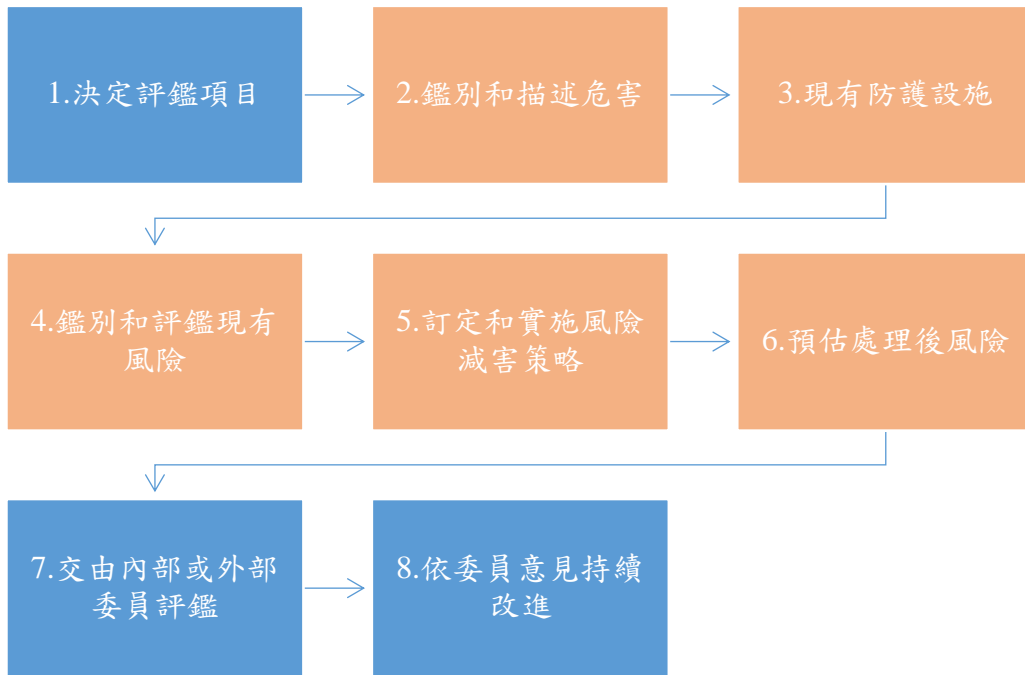 1.決定評鑑項目
2.鑑別和描述危害
3.現有防護設施
4.鑑別和評鑑現有
風險
5.訂定和實施風險
減害策略
6.預估處理後風險
7.交由內部或外部
委員評鑑
8.依委員意見持續
改進